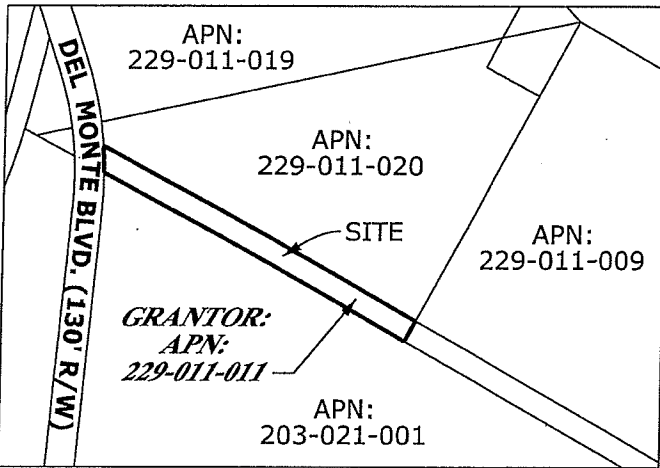 APN:
229-011-019
DEL MONTE BLVD. (130' R/W)
APN:
229-011-020
SITE
APN:
229-011-009
GRANTOR:
APN:
229-011-011
APN:
203-021-001